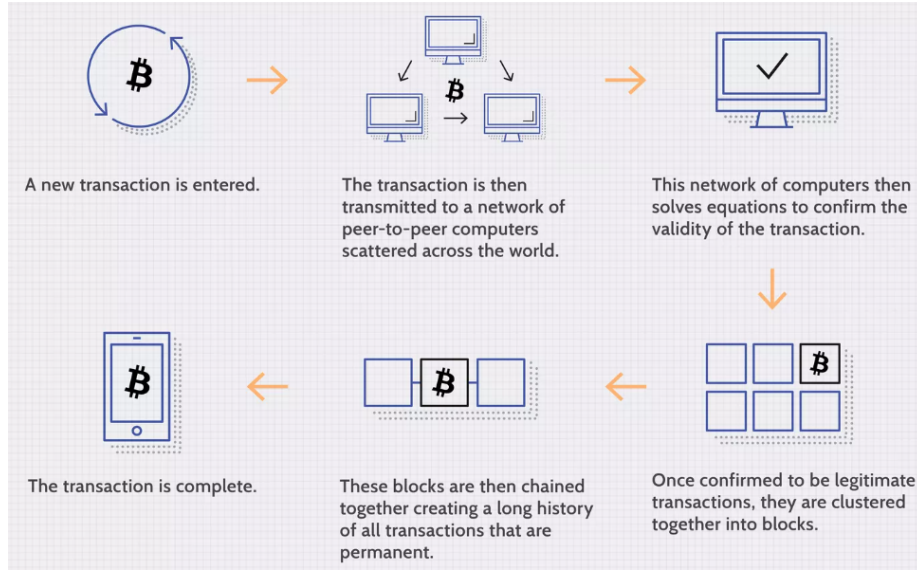 A new transaction is entered.
The transaction is then
transmitted to a network of
peer-to-peer computers
scattered across the world.
This network of computers then
solves equations to confirm the
validity of the transaction.
Once confirmed to be legitimate
transactions, they are clustered
together into blocks.
These blocks are then chained
together creating a long history
of all transactions that are
permanent.
The transaction is complete.